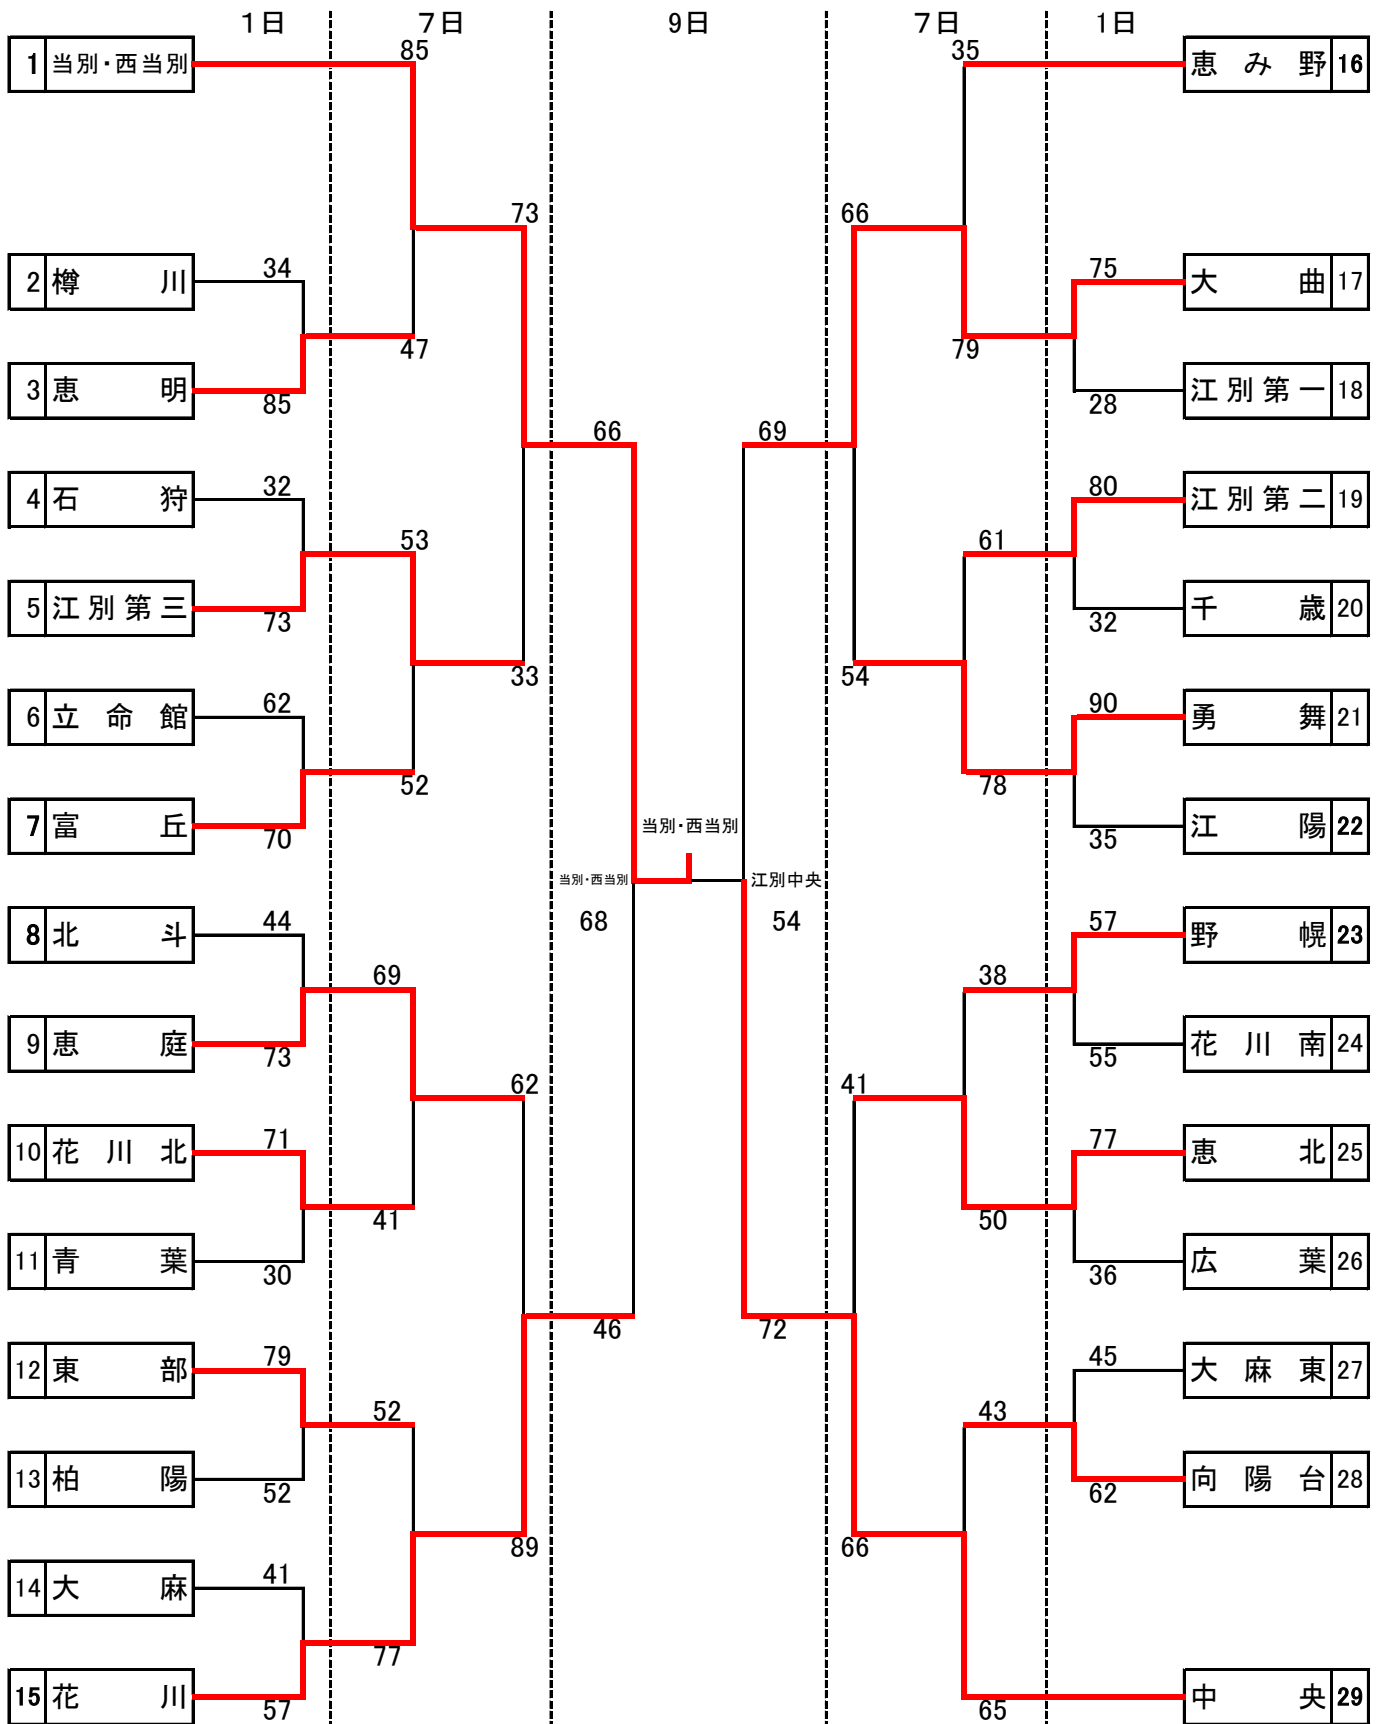 1日 7日 9日 7日 1日
85 35
1 当別・西当別 恵み野 16
73 66
34 75
2 樽川 大曲 17
47 79
3 恵明 江別第一 18
85 28
66 69
32 80
4 石狩 江別第二 19
53 61
5 江別第三 千歳 20
73 32
33 54
62 90
6 立命館 勇舞 21
52 78
7 富丘 当別・西当別 江陽 22
70 35
当別・西当別 江別中央
44 68 54 57
8 北斗 野幌 23
69 38
9 恵庭 花川南 24
73 55
62 41
71 77
10 花川北 恵北 25
41 50
11 青葉 広葉 26
30 36
46 72
79 45
12 東部 大麻東 27
52 43
13 柏陽 向陽台 28
52 62
89 66
41
14 大麻
77
15 花川 中央 29
57 65